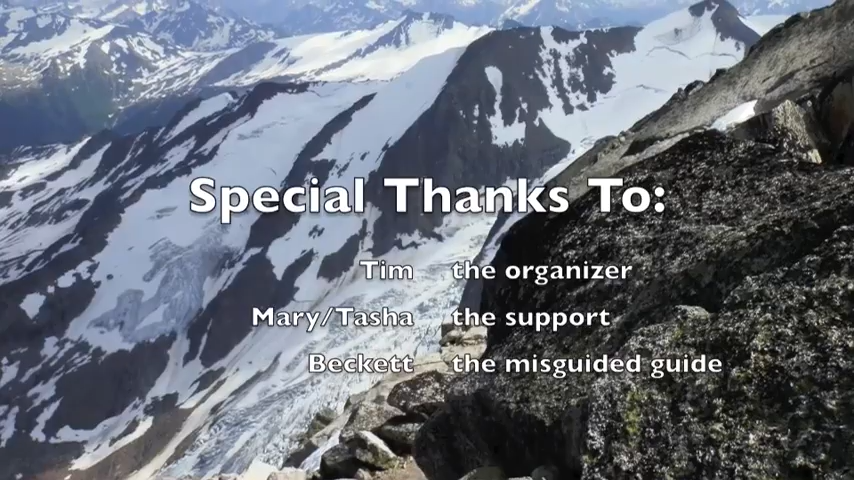 Special Thanks To:
Tim the organizer
Mary/Tasha the support
Beckett the misguided guide